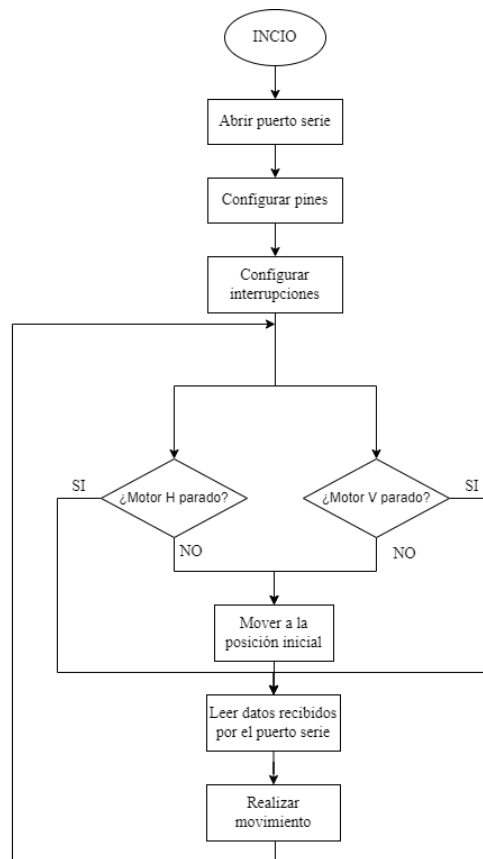 INCIO
Abrir puerto serie
Configurar pines
Configurar
interrupciones
SI
¿Motor H parado?
¿Motor V parado?
SI
NO
NO
Mover a la
posición inicial
Leer datos recibidos
por el puerto serie
Realizar
movimiento